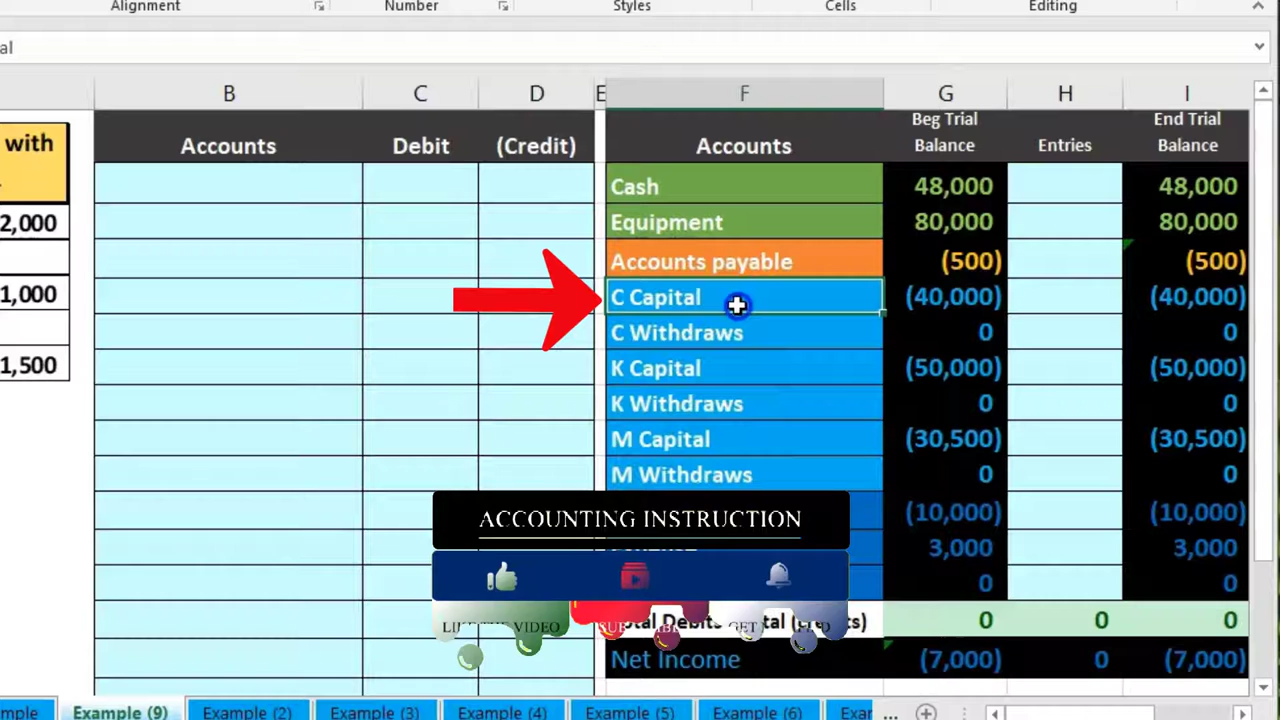 Alignment Number Styles Cells Editing
al
B C D E F G H I
with Accounts Debit (Credit) Accounts Beg Trial Balance Entries End Trial Balance
Cash 48,000 48,000
2,000 Equipment 80,000 80,000
Accounts payable (500) (500)
1,000 C Capital (40,000) (40,000)
C Withdraws 0 0
1,500 K Capital (50,000) (50,000)
K Withdraws 0 0
M Capital (30,500) (30,500)
M Withdraws 0 0
ACCOUNTING INSTRUCTION
(10,000) (10,000)
3,000 3,000
0 0
LIKE THE VIDEO
0 0 0
Net Income (7,000) 0 (7,000)
mple Example (9) Example (2) Example (3) Example (4) Example (5) Example (6) Exar ...